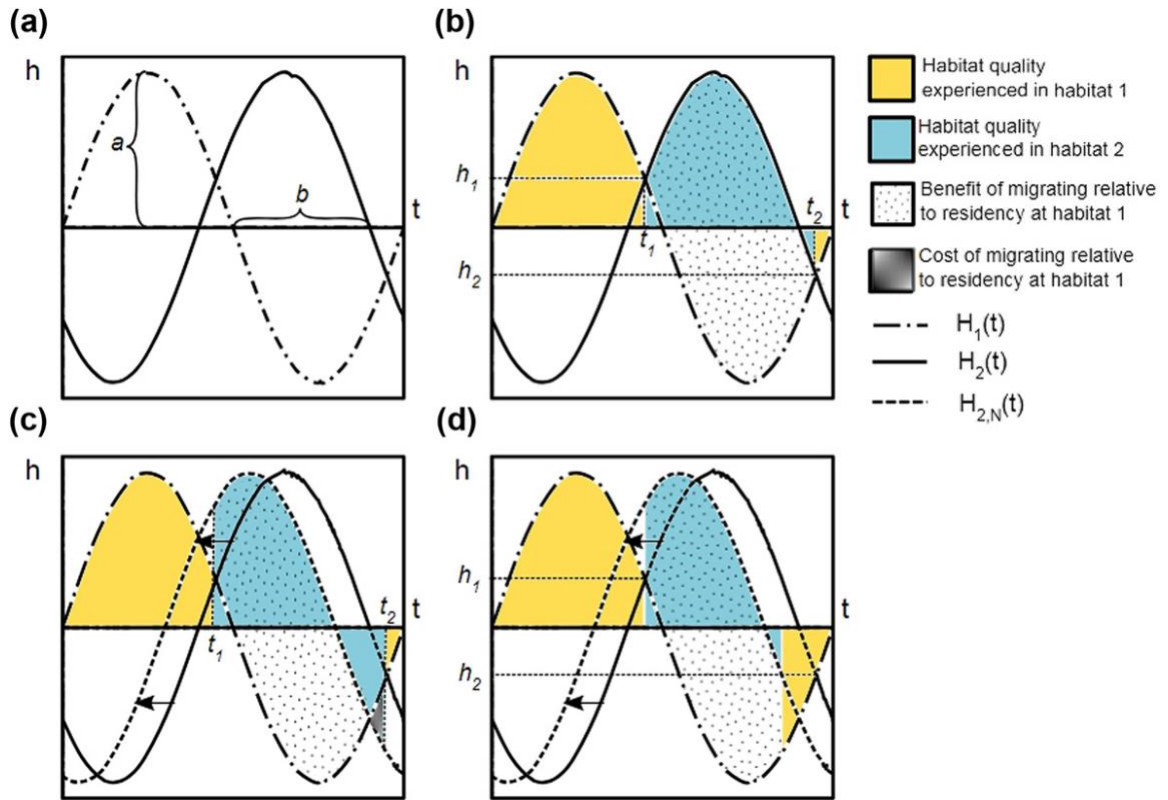 (a)
h
a
b
t
(b)
h
h1
t1
t2
t
h2
Habitat quality
experienced in habitat 1
Habitat quality
experienced in habitat 2
Benefit of migrating relative
to residency at habitat 1
Cost of migrating relative
to residency at habitat 1
H1(t)
H2(t)
H2,N(t)
(c)
h
t1
t2
t
(d)
h
h1
t
h2